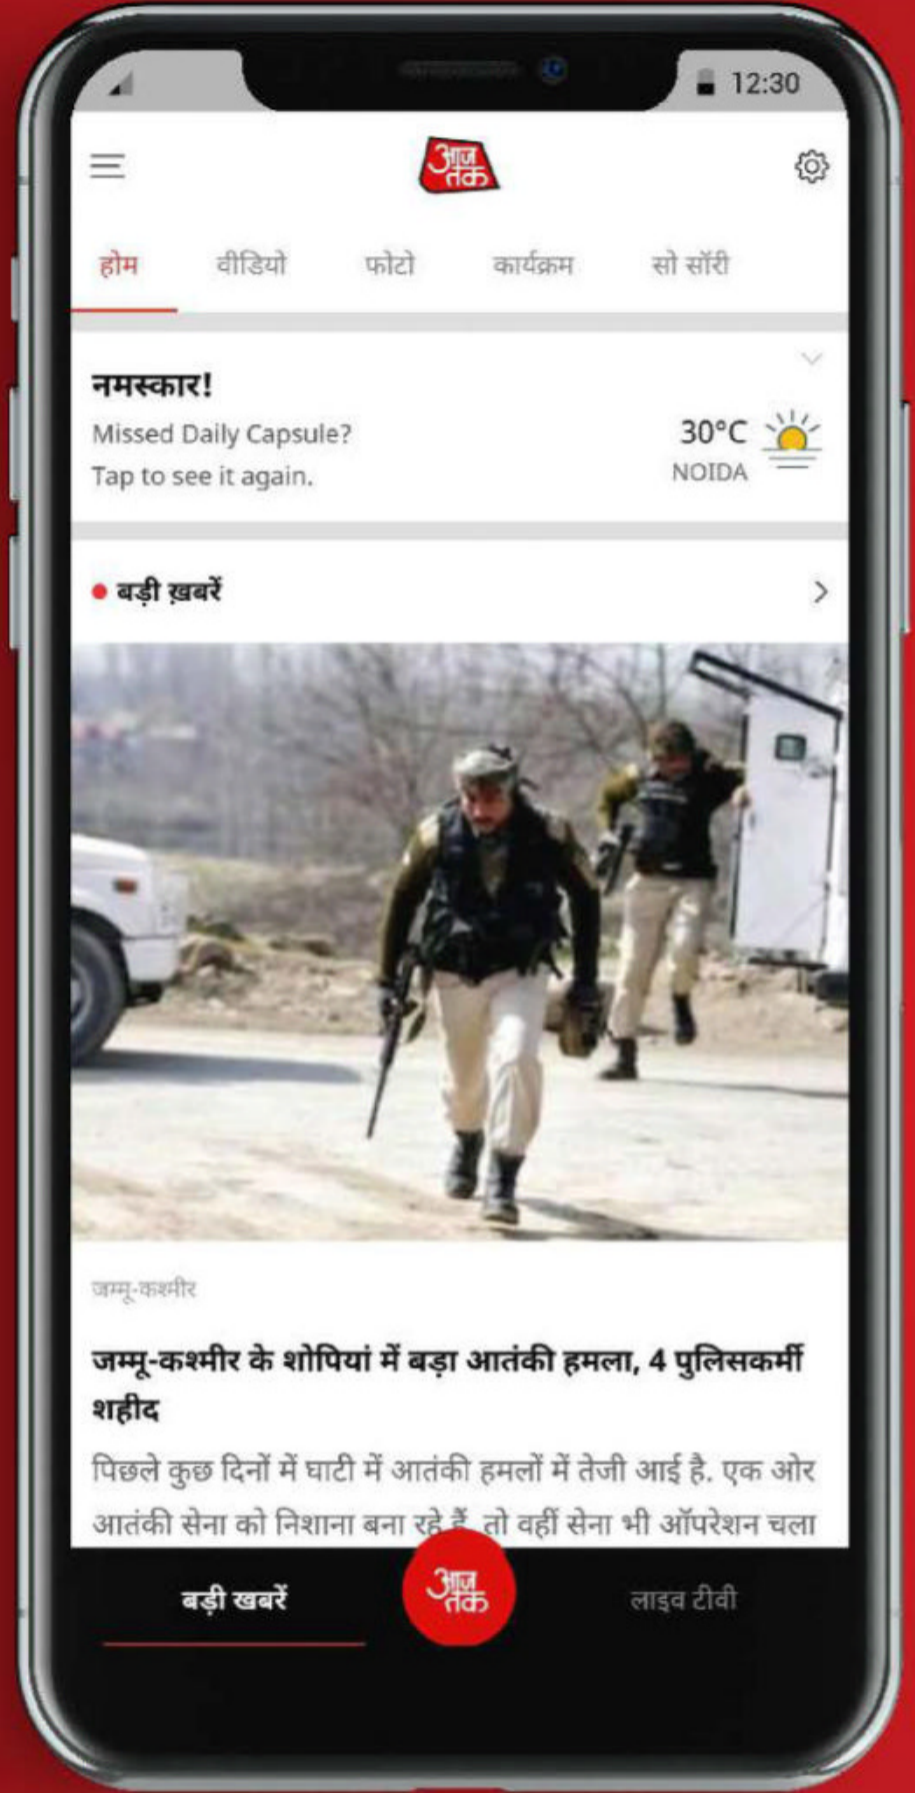 12:30
आज
तक
होम वीडियो फोटो कार्यक्रम सो सॉरी
नमस्कार!
Missed Daily Capsule?
Tap to see it again.
30°C
NOIDA
बड़ी ख़बरें
जम्मू-कश्मीर
जम्मू-कश्मीर के शोपियां में बड़ा आतंकी हमला, 4 पुलिसकर्मी
शहीद
पिछले कुछ दिनों में घाटी में आतंकी हमलों में तेजी आई है. एक ओर
आतंकी सेना को निशाना बना रहे हैं, तो वहीं सेना भी ऑपरेशन चला
बड़ी खबरें
आज
तक
लाइव टीवी